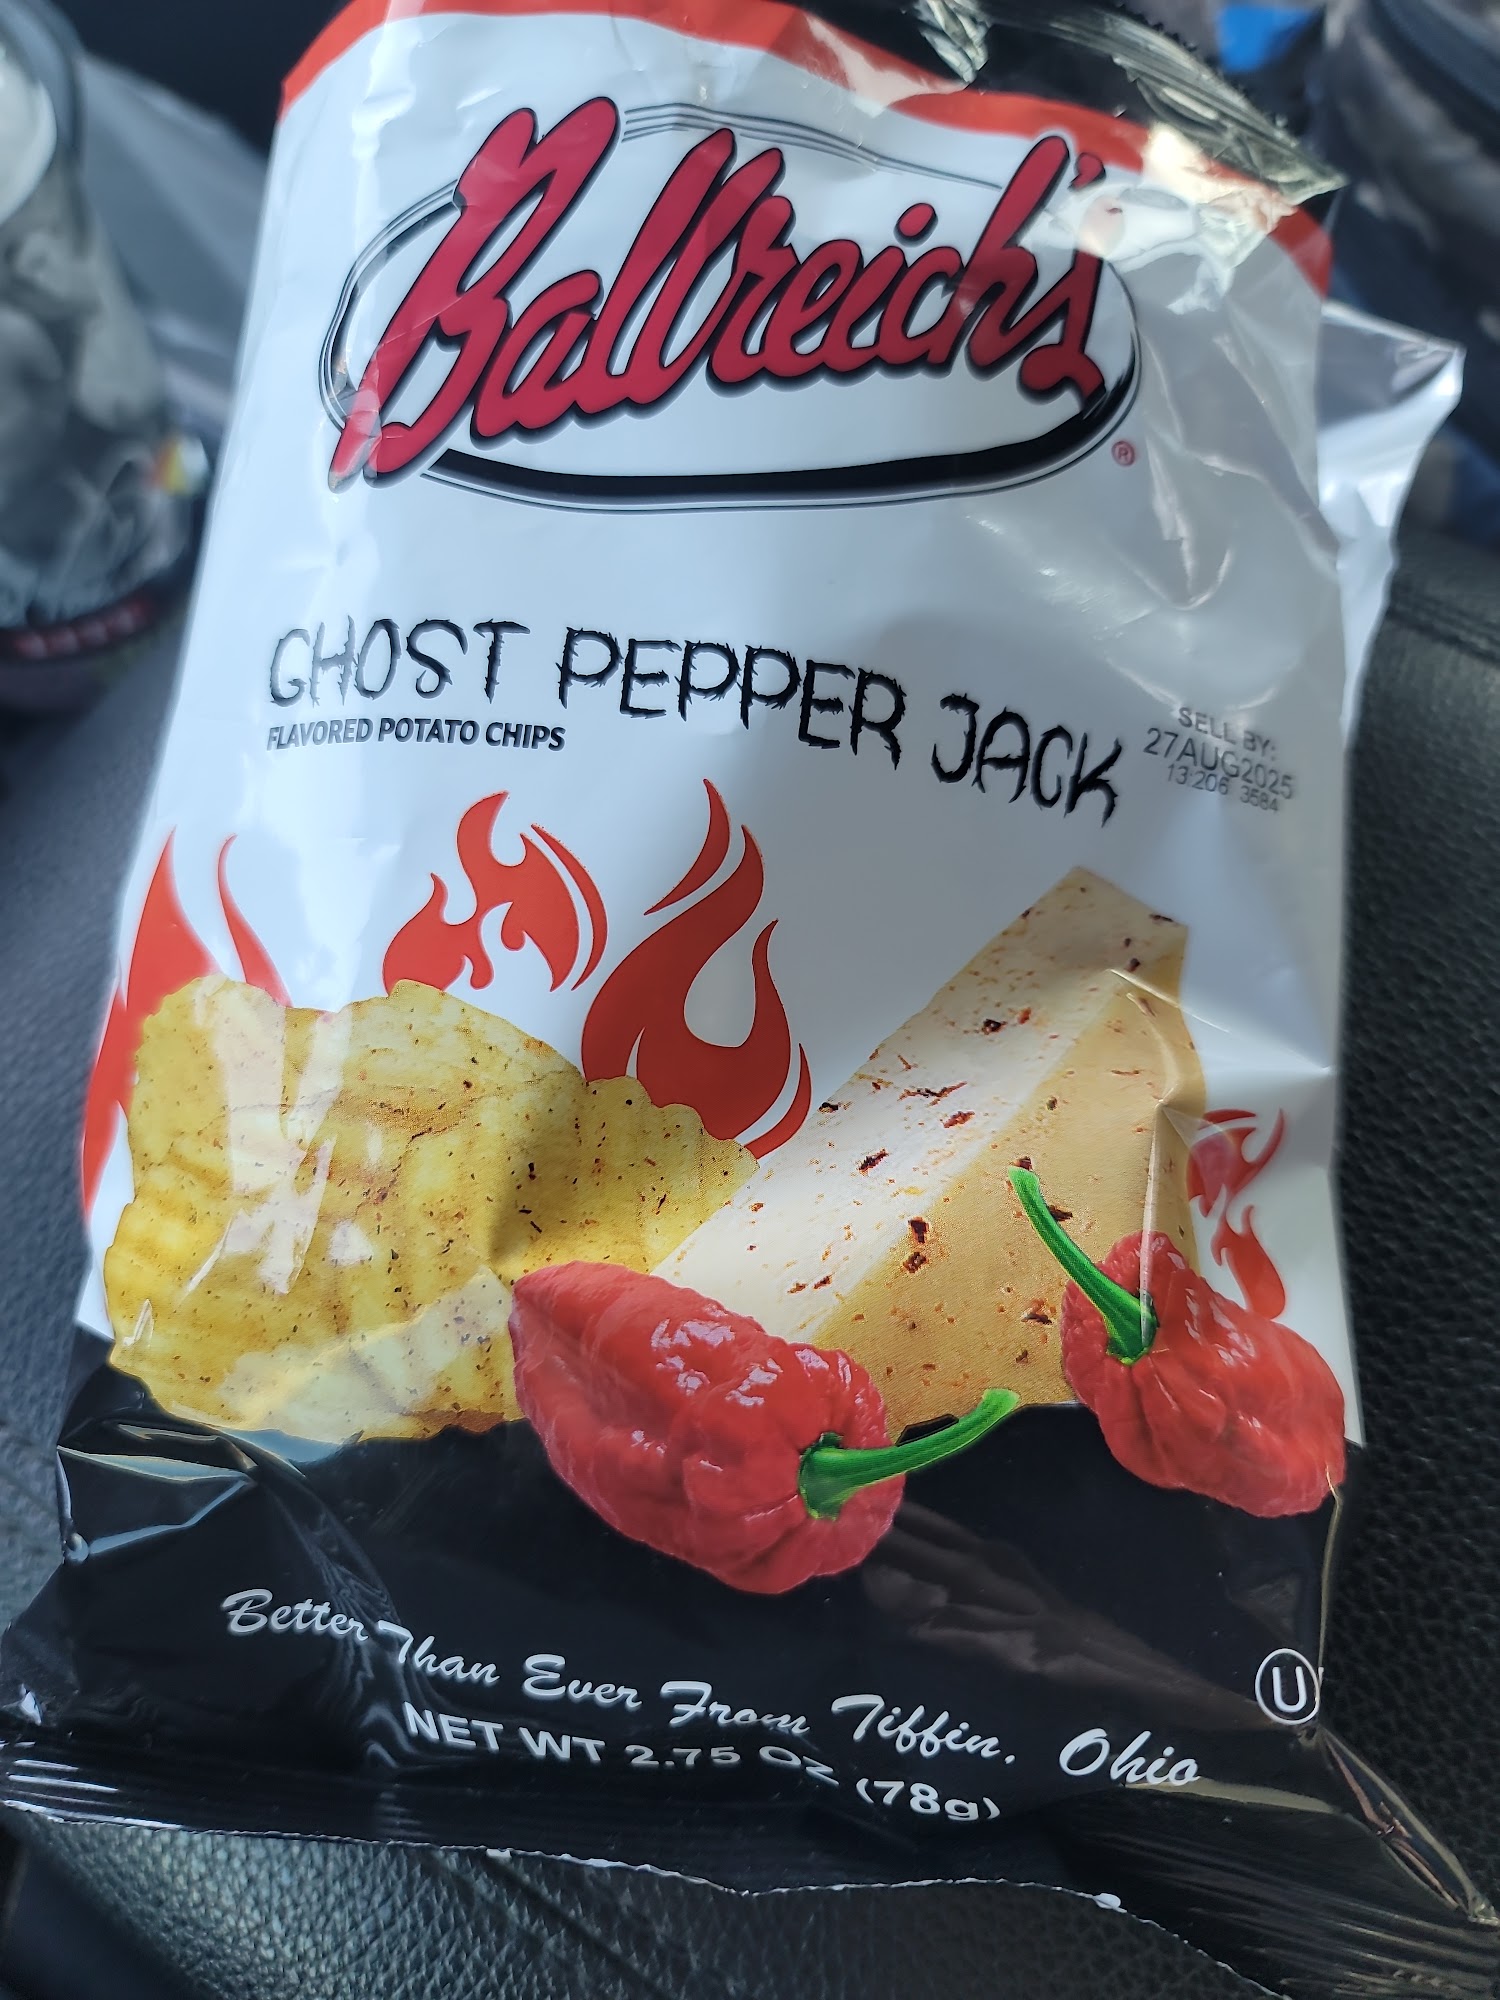 Ballreich's
®
GHOST PEPPER JACK
FLAVORED POTATO CHIPS
SELL BY:
27AUG2025
13:206 3584
Better Than Ever From Tiffin, Ohio
NET WT 2.75 OZ (78g)
U